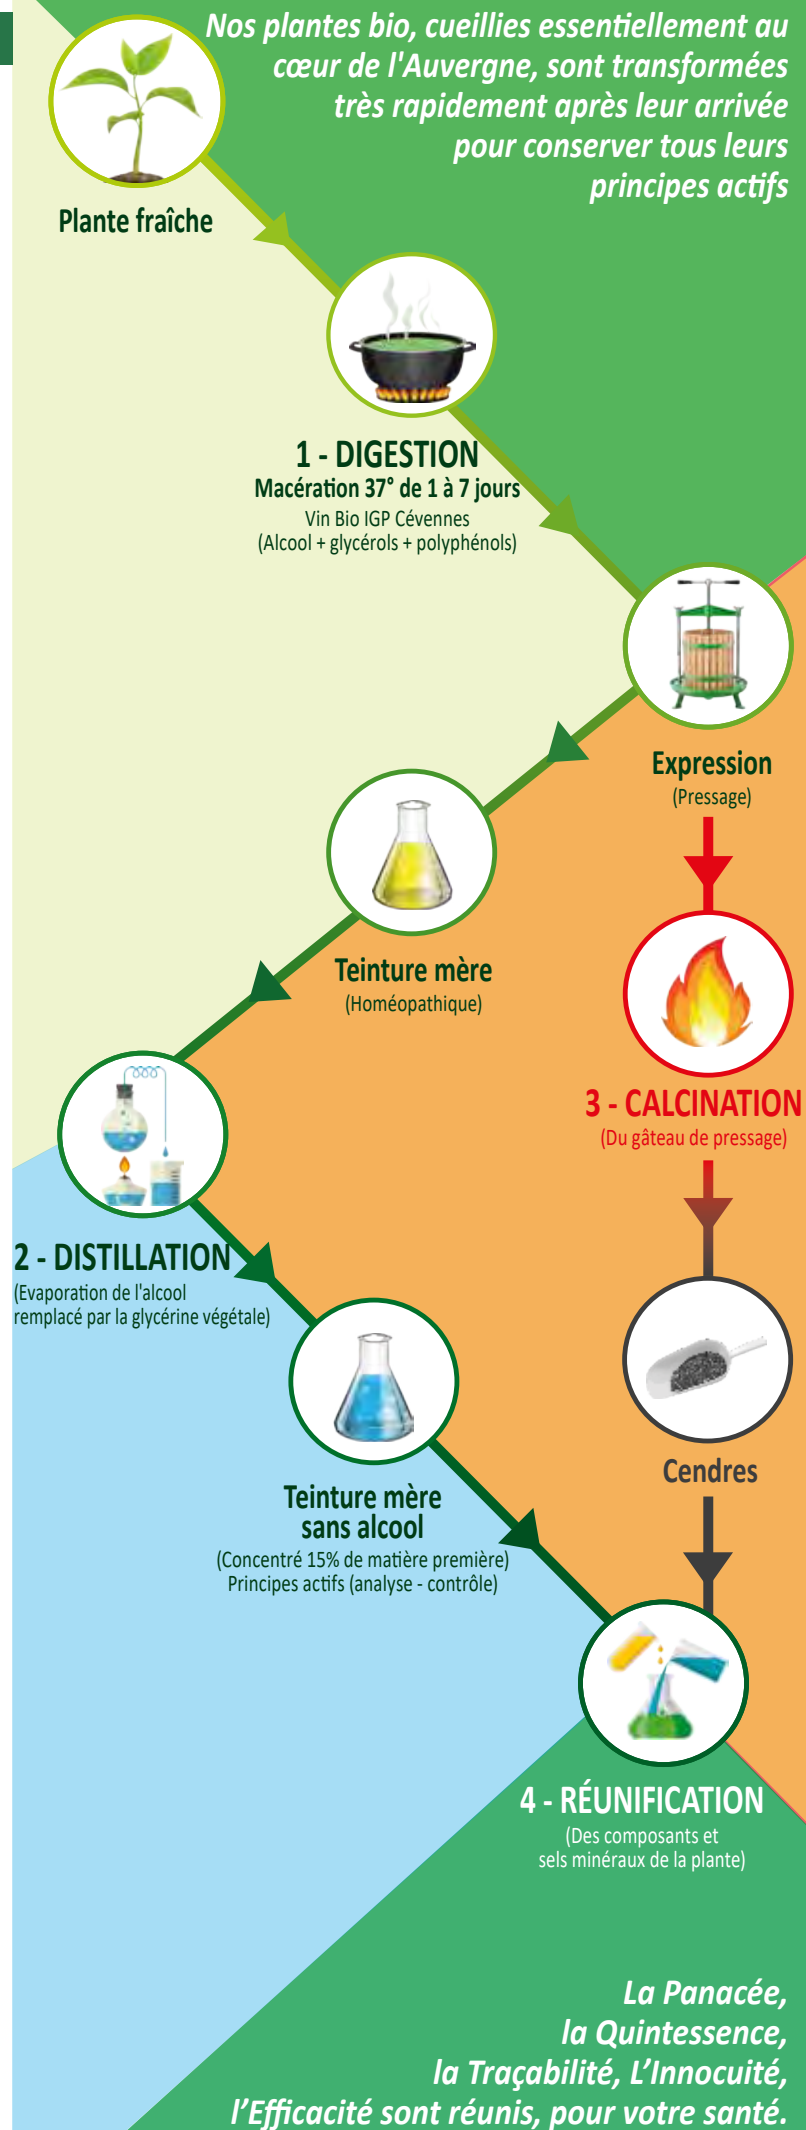 Nos plantes bio, cueillies essentiellement au
cœur de l'Auvergne, sont transformées
très rapidement après leur arrivée
pour conserver tous leurs
principes actifs
Plante fraîche
1 - DIGESTION
Macération 37° de 1 à 7 jours
Vin Bio IGP Cévennes
(Alcool + glycérols + polyphénols)
Expression
(Pressage)
Teinture mère
(Homéopathique)
3 - CALCINATION
(Du gâteau de pressage)
2 - DISTILLATION
(Evaporation de l'alcool
remplacé par la glycérine végétale)
Cendres
Teinture mère
sans alcool
(Concentré 15% de matière première)
Principes actifs (analyse - contrôle)
4 - RÉUNIFICATION
(Des composants et
sels minéraux de la plante)
La Panacée,
la Quintessence,
la Traçabilité, L’Innocuité,
l’Efficacité sont réunis, pour votre santé.